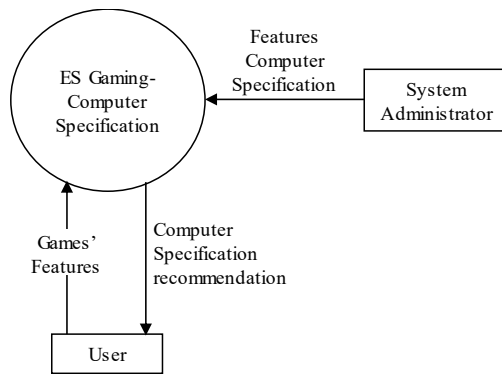 ES Gaming-
Computer
Specification
Features
Computer
Specification
System
Administrator
Games’
Features
Computer
Specification
recommendation
User